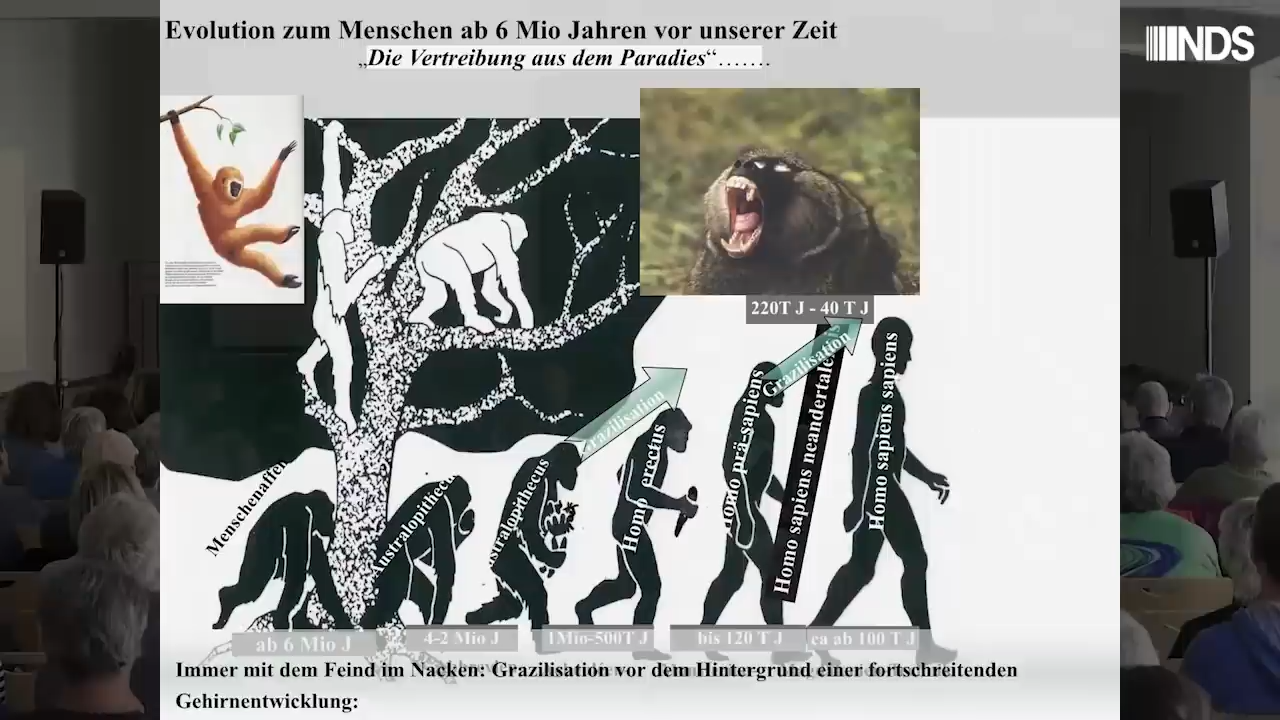 Evolution zum Menschen ab 6 Mio Jahren vor unserer Zeit
„Die Vertreibung aus dem Paradies“…….
NDS
220T J - 40 T J
Grazilisation
Grazilisation
Menschenaffen
Australopithecus
Australopithecus
Homo erectus
Homo prä-sapiens
Homo sapiens neandertale
Homo sapiens sapiens
ab 6 Mio J
4-2 Mio J
1Mio-500T J
bis 120 T J
ca ab 100 T J
Immer mit dem Feind im Nacken: Grazilisation vor dem Hintergrund einer fortschreitenden
Gehirnentwicklung: